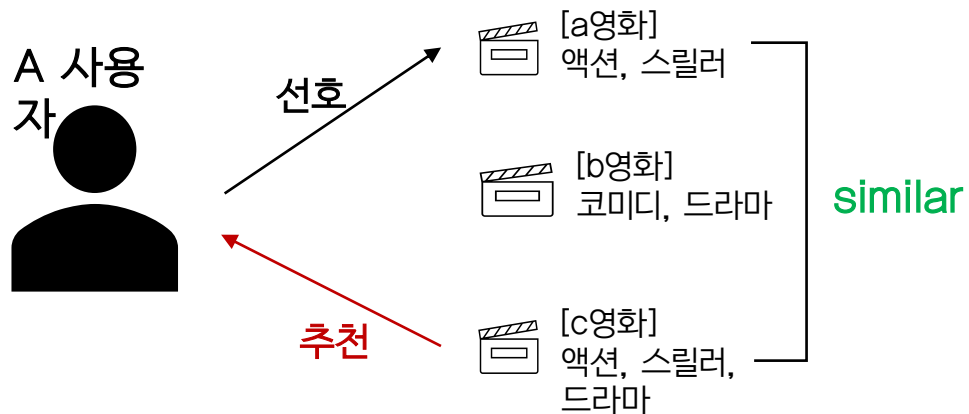 A 사용
자
선호
추천
[a영화]
액션, 스릴러
[b영화]
코미디, 드라마
[c영화]
액션, 스릴러,
드라마
similar